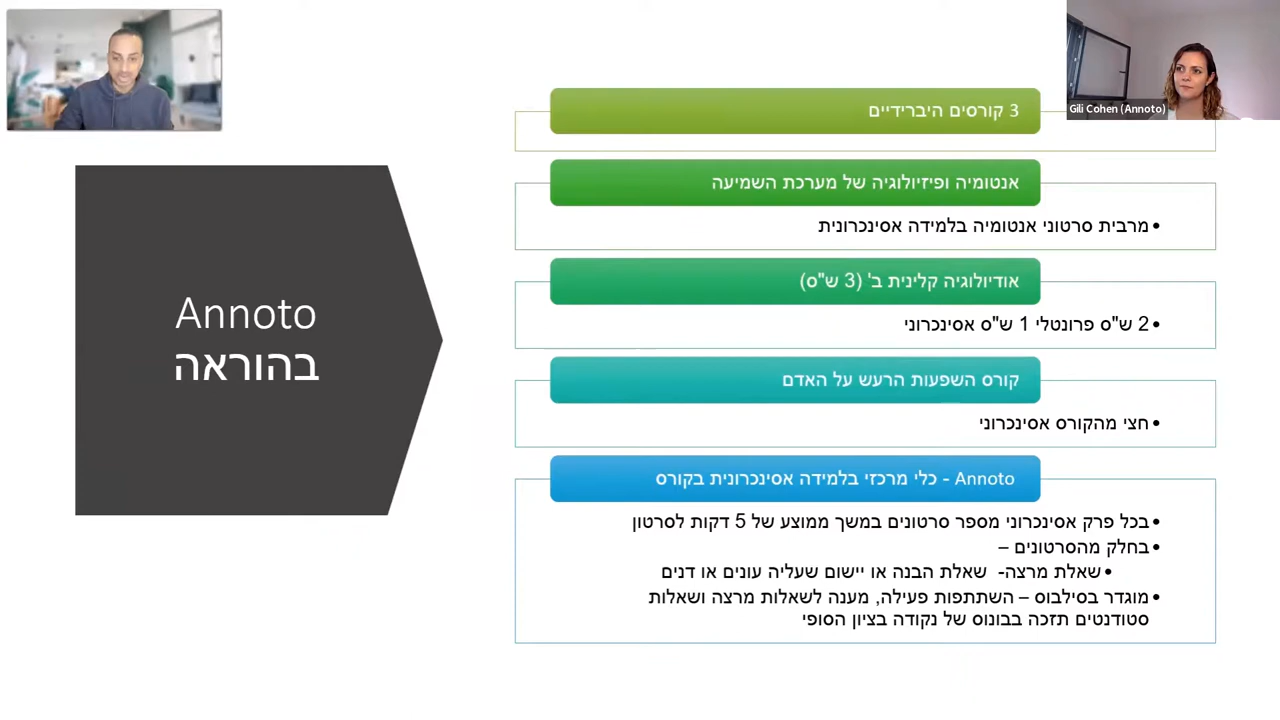 Gili Cohen (Annoto)
Annoto
בהוראה
3 קורסים היברידיים
אנטומיה ופיזיולוגיה של מערכת השמיעה
•מרבית סרטוני אנטומיה בלמידה אסינכרונית
אודיולוגיה קלינית ב' (3 ש"ס)
•2 ש"ס פרונטלי 1 ש"ס אסינכרוני
קורס השפעות הרעש על האדם
•חצי מהקורס אסינכרוני
Annoto - כלי מרכזי בלמידה אסינכרונית בקורס
•בכל פרק אסינכרוני מספר סרטונים במשך ממוצע של 5 דקות לסרטון
•בחלק מהסרטונים –
•שאלת מרצה- שאלת הבנה או יישום שעליה עונים או דנים
•מוגדר בסילבוס – השתתפות פעילה, מענה לשאלות מרצה ושאלות
סטודנטים תזכה בבונוס של נקודה בציון הסופי